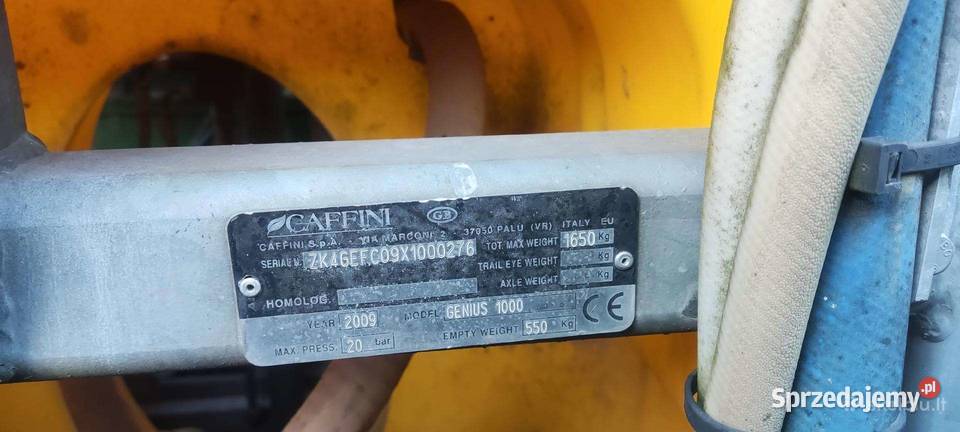 CAFFINI GB
CAFFINI S.p.A. VIA MARCONI, 2 37050 PALU (VR) ITALY EU
SERIAL N. ZK4GEFC09X1000276 TOT. MAX WEIGHT 1650 Kg
TRAIL EYE WEIGHT Kg
HOMOLOG. AXLE WEIGHT Kg
YEAR 2009 MODEL GENIUS 1000 CE
MAX. PRESS. 20 bar EMPTY WEIGHT 550 Kg
Sprzedajemy.pl